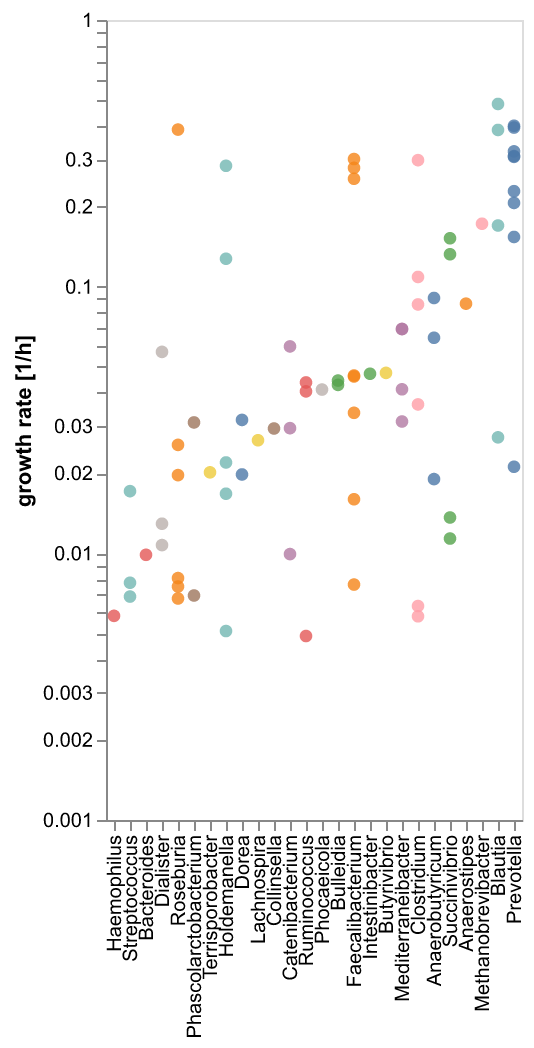 growth rate [1/h]
1
0.3
0.2
0.1
0.03
0.02
0.01
0.003
0.002
0.001
Haemophilus
Streptococcus
Bacteroides
Dialister
Roseburia
Phascolarctobacterium
Terrisporobacter
Holdemanella
Dorea
Lachnospira
Collinsella
Catenibacterium
Ruminococcus
Phocaeicola
Bulleidia
Faecalibacterium
Intestinibacter
Butyrivibrio
Mediterraneibacter
Clostridium
Anaerobutyricum
Succinivibrio
Anaerostipes
Methanobrevibacter
Blautia
Prevotella